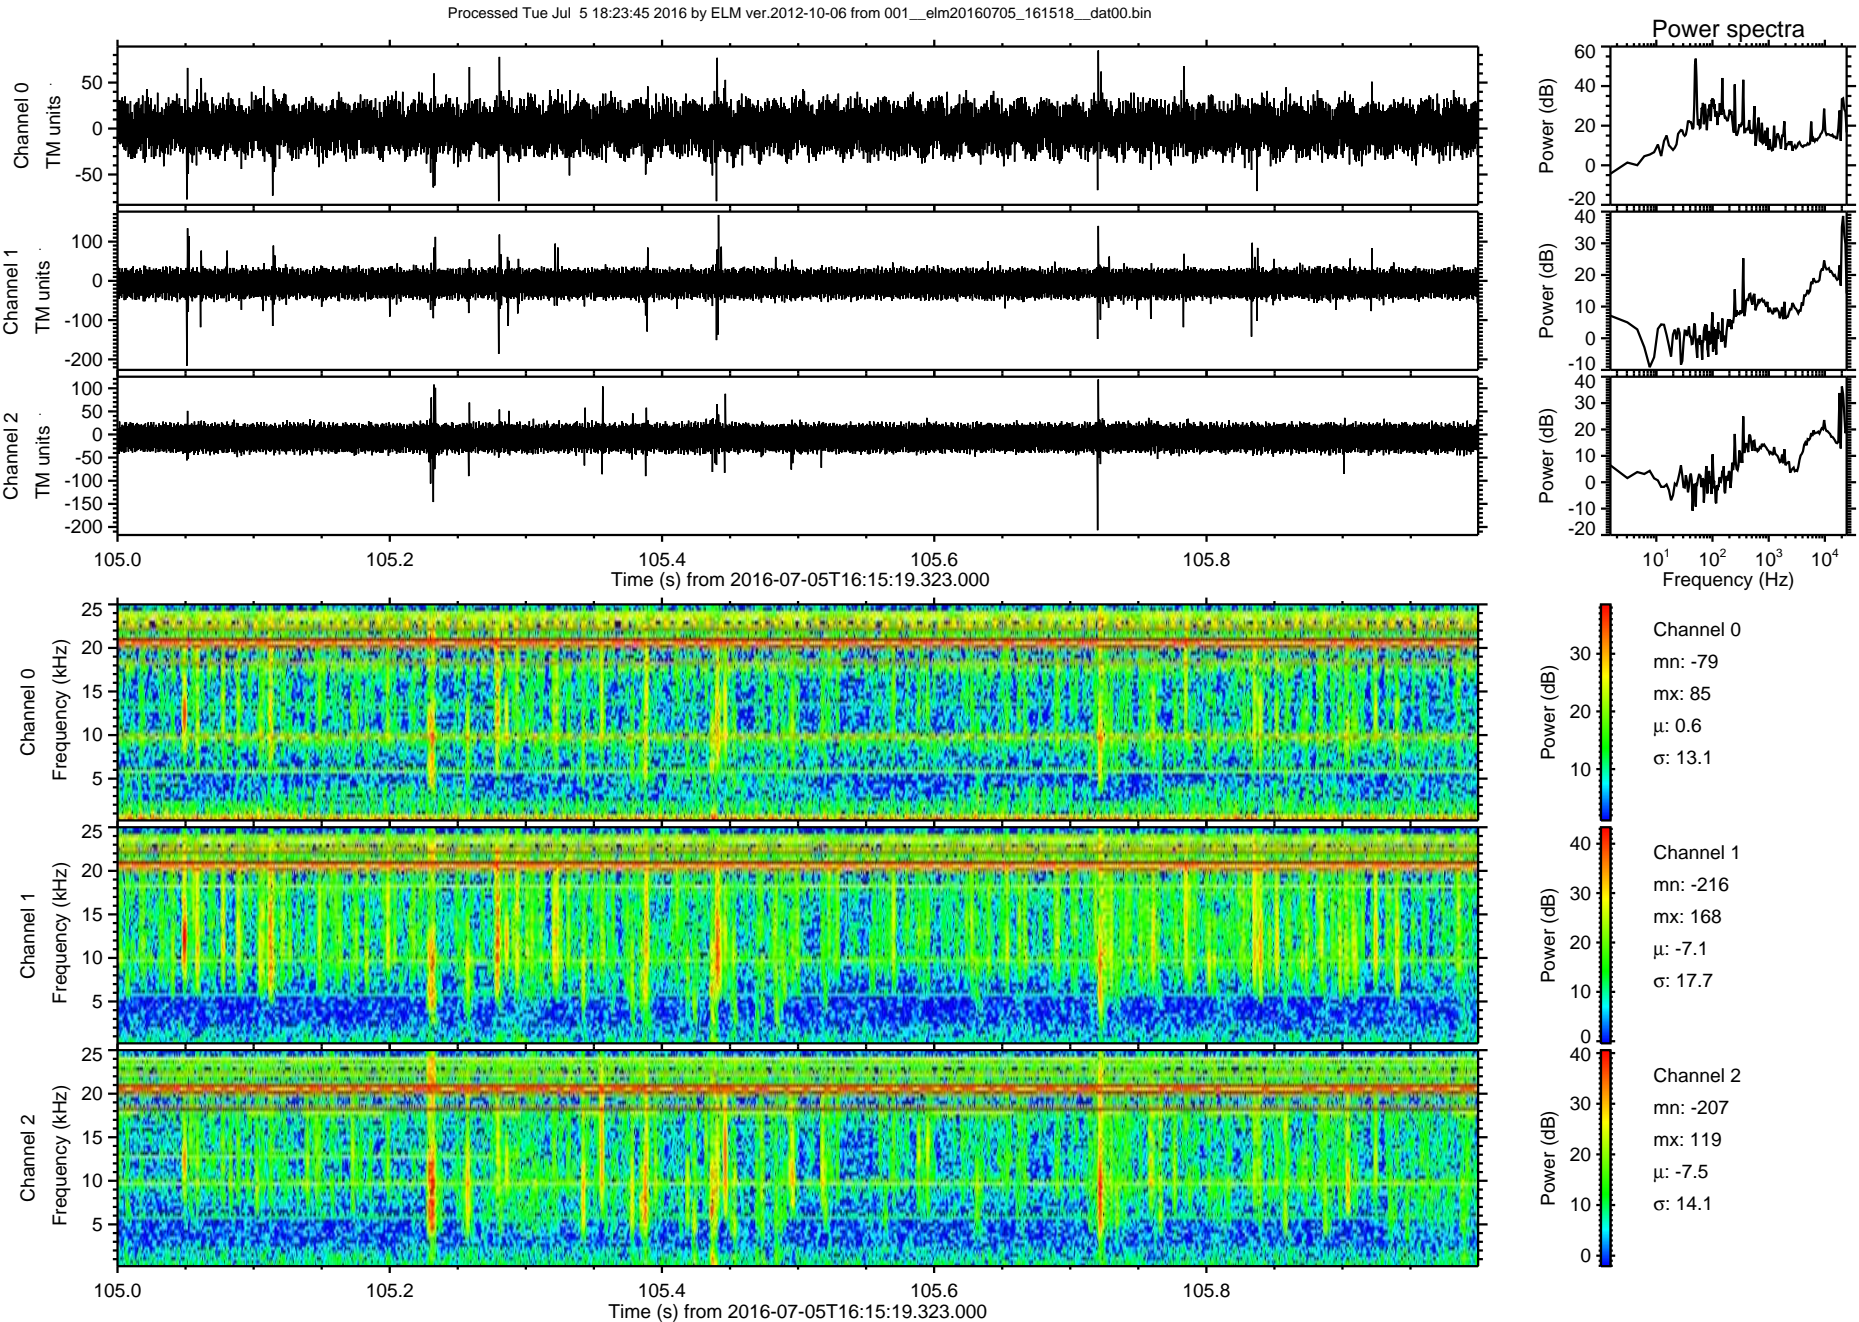 Processed Tue Jul  5 18:23:45 2016 by ELM ver.2012-10-06 from 001__elm20160705_161518__dat00.bin
Power spectra
Channel 0
TM units
50
0
-50
Power (dB)
60
40
20
0
-20
Channel 1
TM units
100
0
-100
-200
Power (dB)
40
30
20
10
0
-10
Channel 2
TM units
100
50
0
-50
-100
-150
-200
Power (dB)
40
30
20
10
0
-10
-20
105.0 105.2 105.4 105.6 105.8
Time (s) from 2016-07-05T16:15:19.323.000
10¹ 10² 10³ 10⁴
Frequency (Hz)
Channel 0
Frequency (kHz)
25
20
15
10
5
Power (dB)
30
20
10
Channel 0
mn: -79
mx: 85
μ: 0.6
σ: 13.1
Channel 1
Frequency (kHz)
25
20
15
10
5
Power (dB)
40
30
20
10
0
Channel 1
mn: -216
mx: 168
μ: -7.1
σ: 17.7
Channel 2
Frequency (kHz)
25
20
15
10
5
Power (dB)
40
30
20
10
0
Channel 2
mn: -207
mx: 119
μ: -7.5
σ: 14.1
105.0 105.2 105.4 105.6 105.8
Time (s) from 2016-07-05T16:15:19.323.000